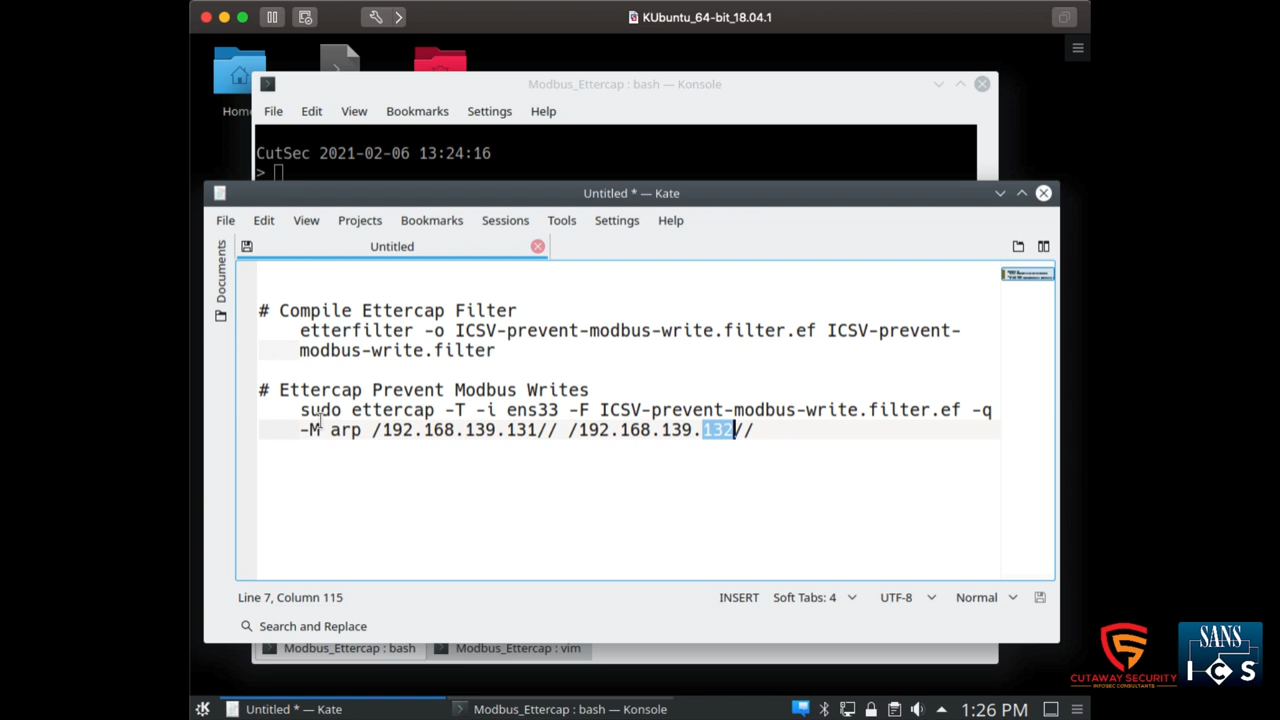 KUbuntu_64-bit_18.04.1
Home
Modbus_Ettercap : bash — Konsole
File Edit View Bookmarks Settings Help
CutSec 2021-02-06 13:24:16
>
Untitled * — Kate
File Edit View Projects Bookmarks Sessions Tools Settings Help
Documents
Untitled
# Compile Ettercap Filter
etterfilter -o ICSV-prevent-modbus-write.filter.ef ICSV-prevent-
modbus-write.filter
# Ettercap Prevent Modbus Writes
sudo ettercap -T -i ens33 -F ICSV-prevent-modbus-write.filter.ef -q
-M arp /192.168.139.131// /192.168.139.132//
Line 7, Column 115 INSERT Soft Tabs: 4 UTF-8 Normal
Search and Replace
Modbus_Ettercap : bash Modbus_Ettercap : vim
CUTAWAY SECURITY
INFOSEC CONSULTANTS
SANS
ICS
Untitled * — Kate Modbus_Ettercap : bash — Konsole 1:26 PM